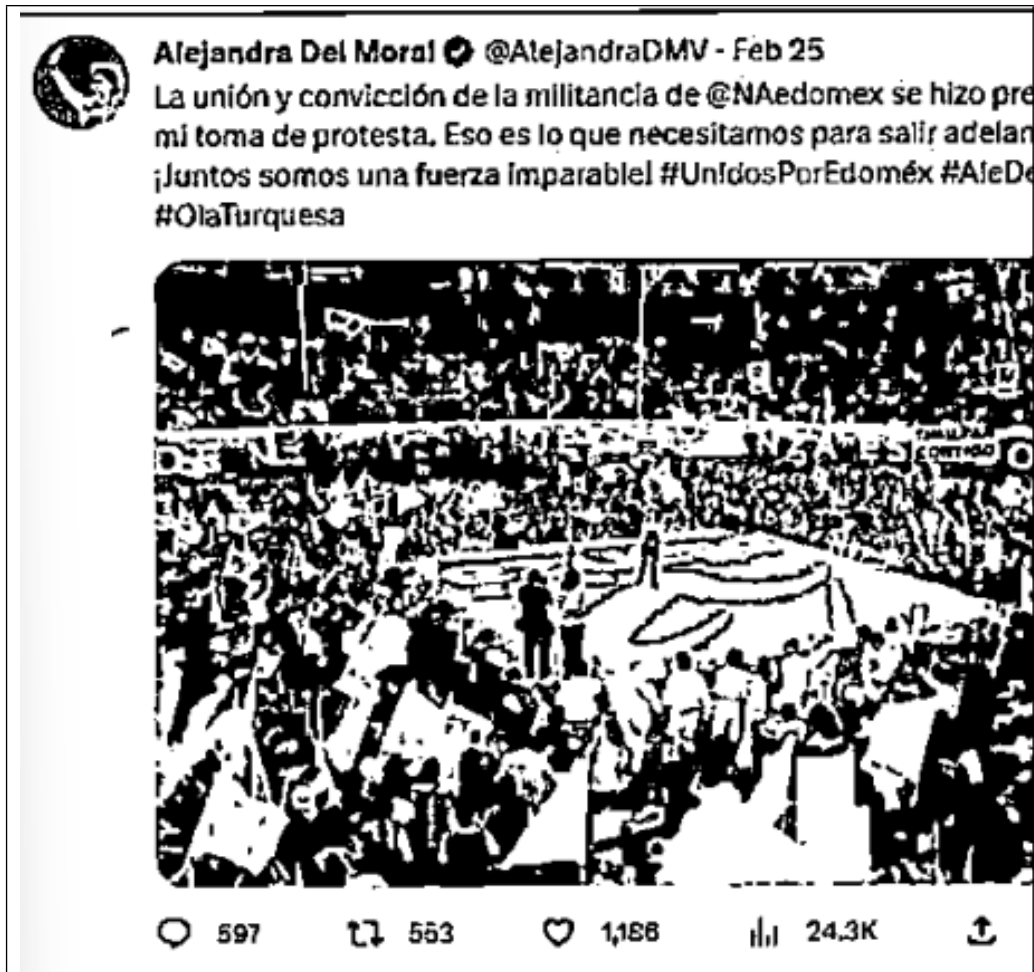 Alejandra Del Moral @AlejandraDMV - Feb 25
La unión y convicción de la militancia de @NAedomex se hizo pre
mi toma de protesta. Eso es lo que necesitamos para salir adelan
¡Juntos somos una fuerza imparable! #UnidosPorEdoméx #AleDe
#OlaTurquesa
CONTIGO
597 553 1,186 24.3K